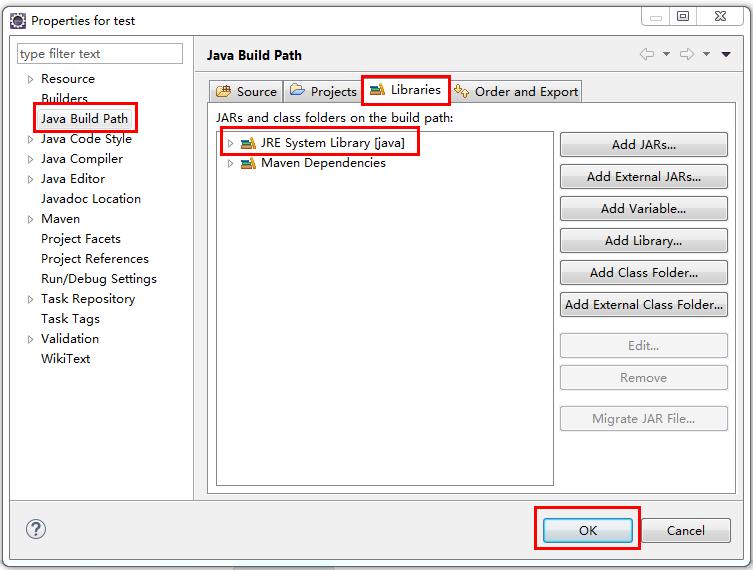 Properties for test
type filter text
Resource
Builders
Java Build Path
Java Code Style
Java Compiler
Java Editor
Javadoc Location
Maven
Project Facets
Project References
Run/Debug Settings
Task Repository
Task Tags
Validation
WikiText
Java Build Path
Source Projects Libraries Order and Export
JARs and class folders on the build path:
JRE System Library [java]
Maven Dependencies
Add JARs...
Add External JARs...
Add Variable...
Add Library...
Add Class Folder...
Add External Class Folder...
Edit...
Remove
Migrate JAR File...
?
OK Cancel